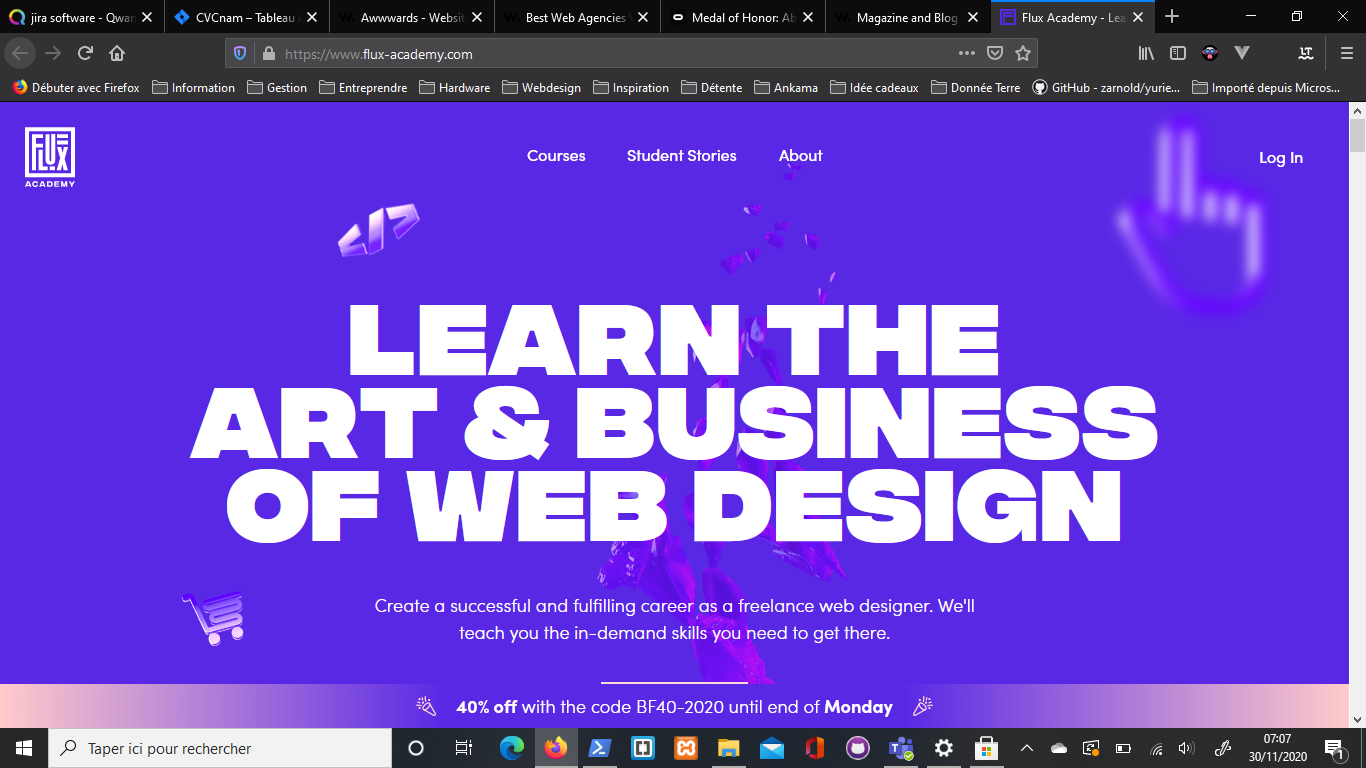 jira software - Qwan
CVCnam – Tableau
Awwwards - Websit
Best Web Agencies
Medal of Honor: Ab
Magazine and Blog
Flux Academy - Lea
https://www.flux-academy.com
Débuter avec Firefox
Information
Gestion
Entreprendre
Hardware
Webdesign
Inspiration
Détente
Ankama
Idée cadeaux
Donnée Terre
GitHub - zarnold/yurie...
Importé depuis Micros...
FLUX
ACADEMY
Courses
Student Stories
About
Log In
LEARN THE
ART & BUSINESS
OF WEB DESIGN
Create a successful and fulfilling career as a freelance web designer. We'll
teach you the in-demand skills you need to get there.
40% off with the code BF40-2020 until end of Monday
Taper ici pour rechercher
07:07
30/11/2020
1